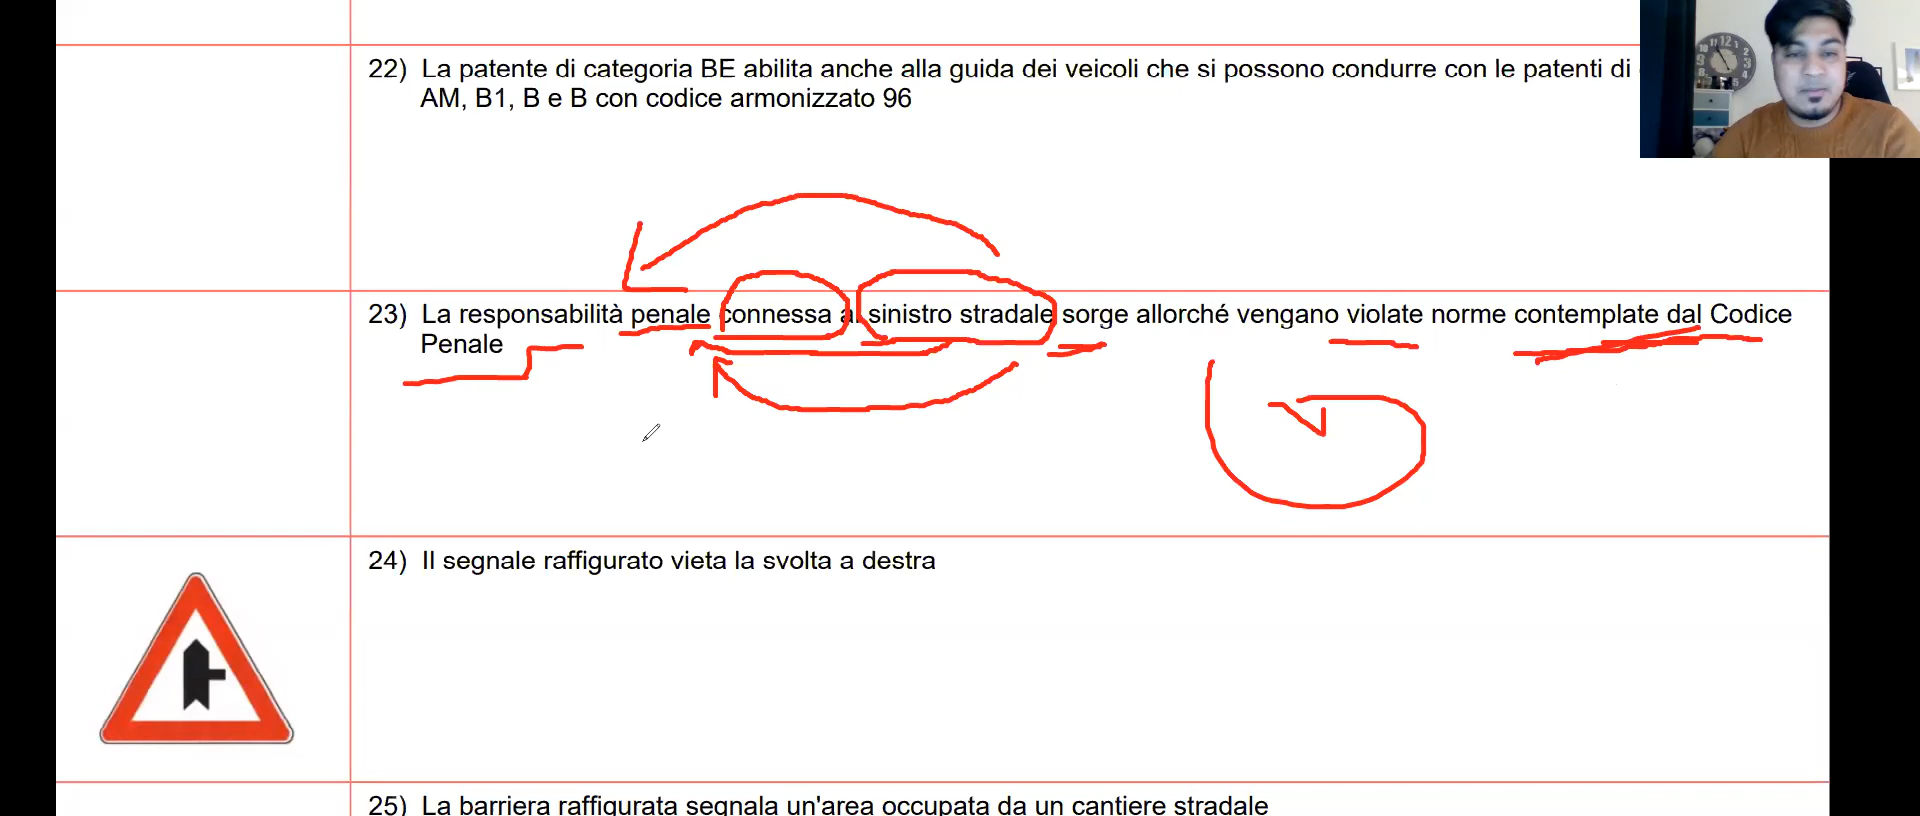 22) La patente di categoria BE abilita anche alla guida dei veicoli che si possono condurre con le patenti di
AM, B1, B e B con codice armonizzato 96
23) La responsabilità penale connessa al sinistro stradale sorge allorché vengano violate norme contemplate dal Codice
Penale
24) Il segnale raffigurato vieta la svolta a destra
25) La barriera raffigurata segnala un'area occupata da un cantiere stradale